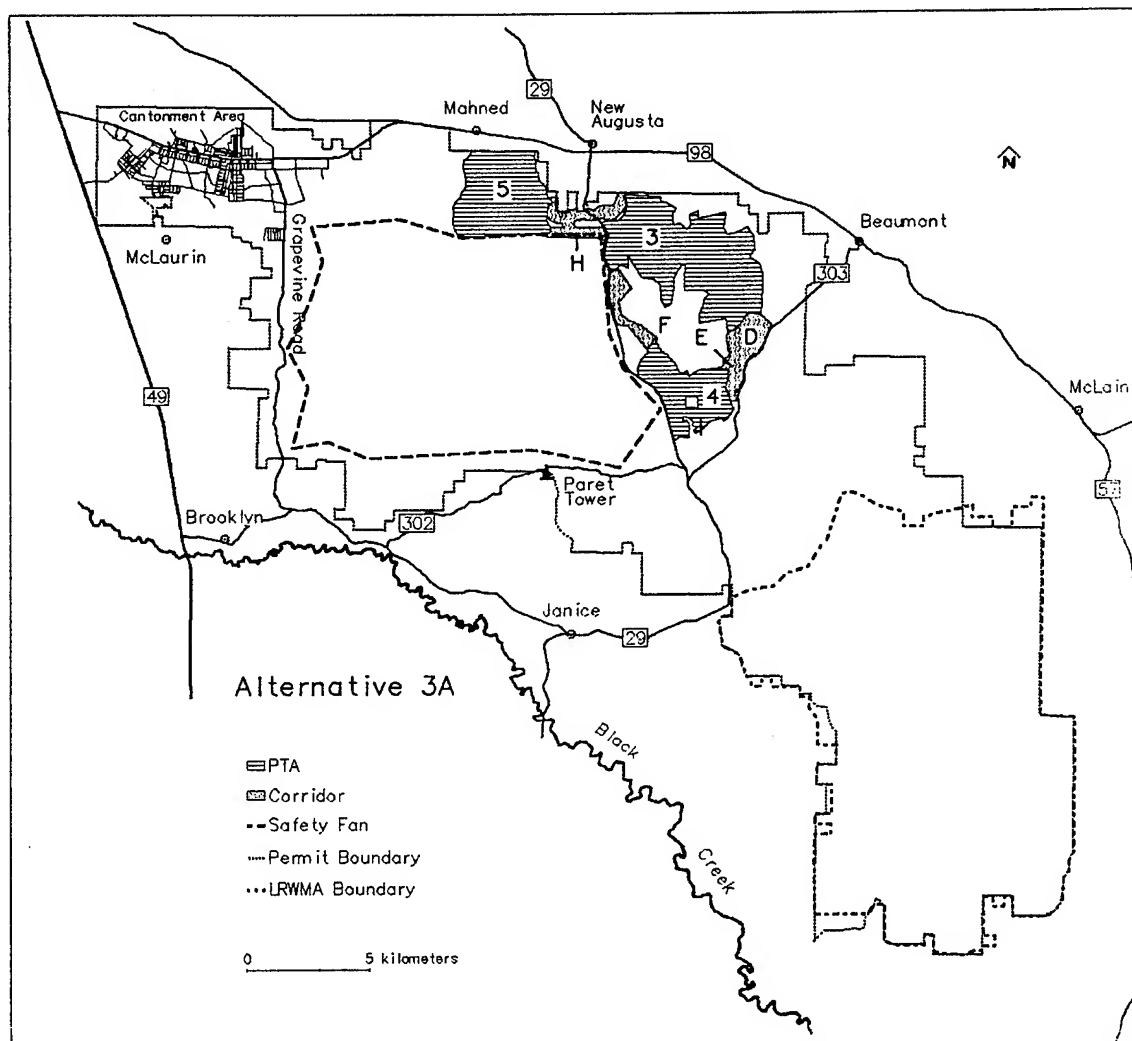 29
New
Augusta
Mahned
Cantonment Area
98
N
5
3
Beaumont
McLaurin
H
303
Grapevine Road
F
E
D
McLain
49
4
Paret
Tower
Brooklyn
302
Janice
29
Alternative 3A
Black
Creek
PTA
Corridor
Safety Fan
Permit Boundary
LRWMA Boundary
0
5 kilometers